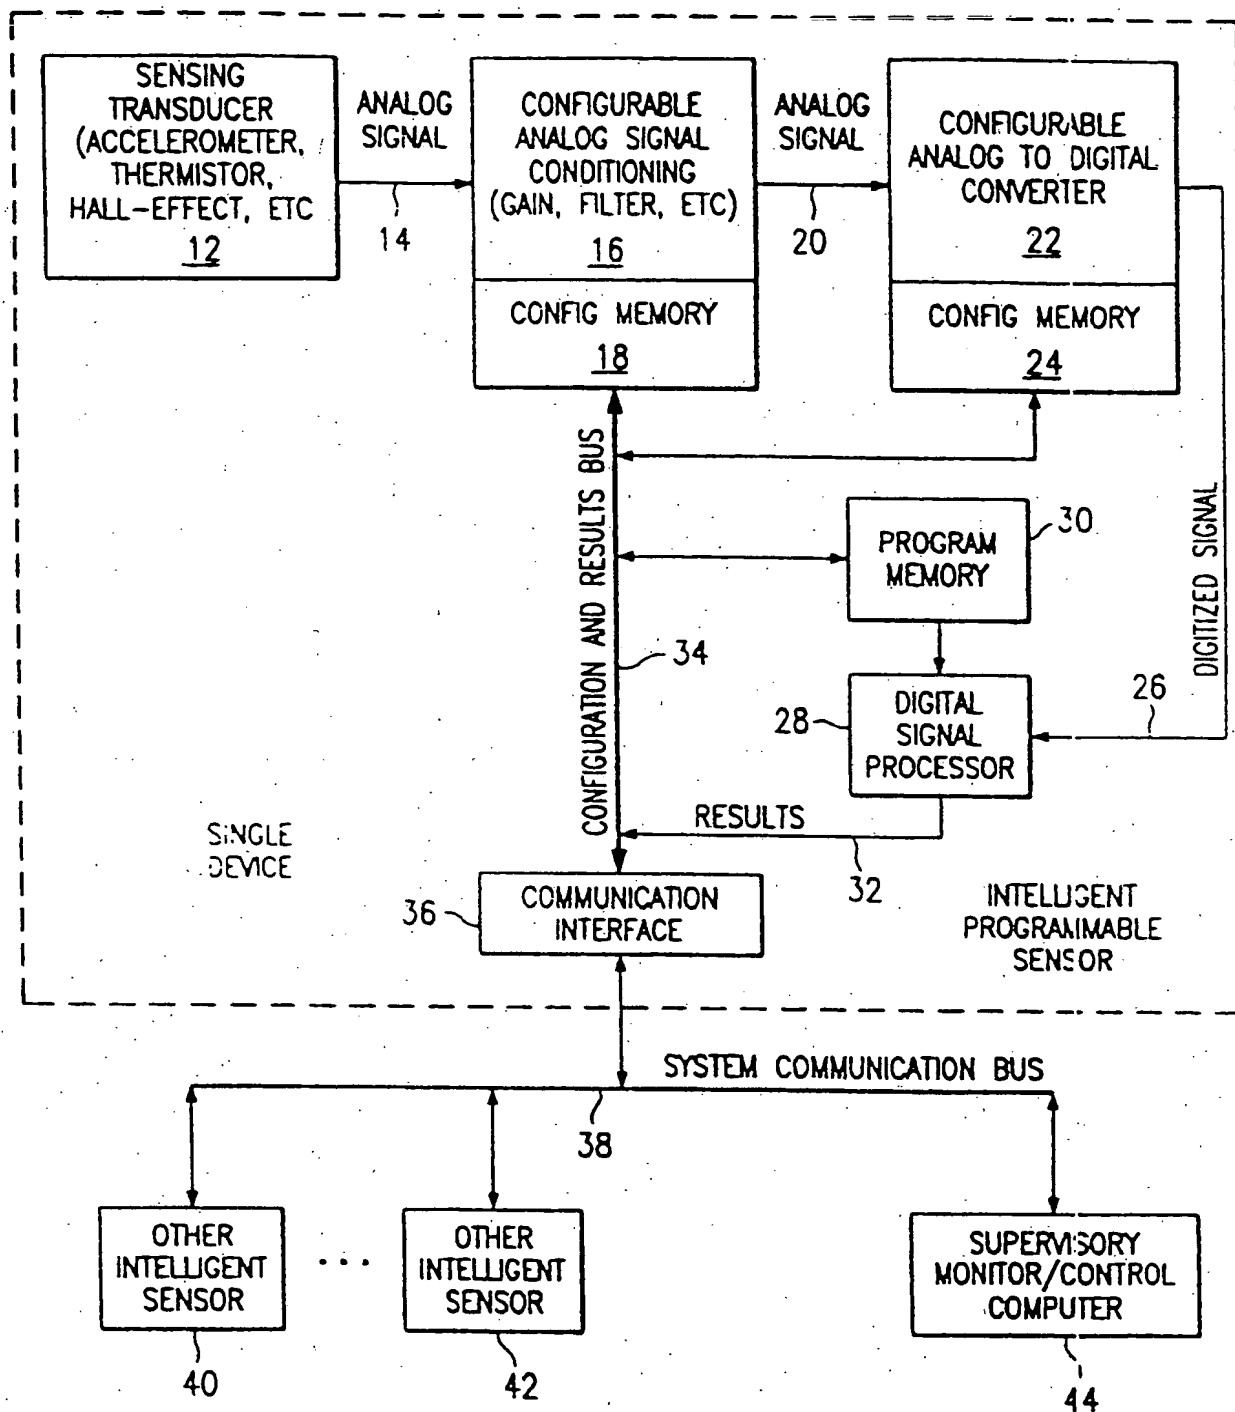 SENSING
TRANSDUCER
(ACCELEROMETER,
THERMISTOR,
HALL-EFFECT, ETC
12
ANALOG
SIGNAL
14
CONFIGURABLE
ANALOG SIGNAL
CONDITIONING
(GAIN, FILTER, ETC)
16
CONFIG MEMORY
18
ANALOG
SIGNAL
20
CONFIGURABLE
ANALOG TO DIGITAL
CONVERTER
22
CONFIG MEMORY
24
CONFIGURATION AND RESULTS BUS
34
PROGRAM
MEMORY
30
DIGITIZED SIGNAL
26
DIGITAL
SIGNAL
PROCESSOR
28
RESULTS
32
SINGLE
DEVICE
COMMUNICATION
INTERFACE
36
INTELLIGENT
PROGRAMMABLE
SENSOR
SYSTEM COMMUNICATION BUS
38
OTHER
INTELLIGENT
SENSOR
40
...
OTHER
INTELLIGENT
SENSOR
42
SUPERVISORY
MONITOR/CONTROL
COMPUTER
44